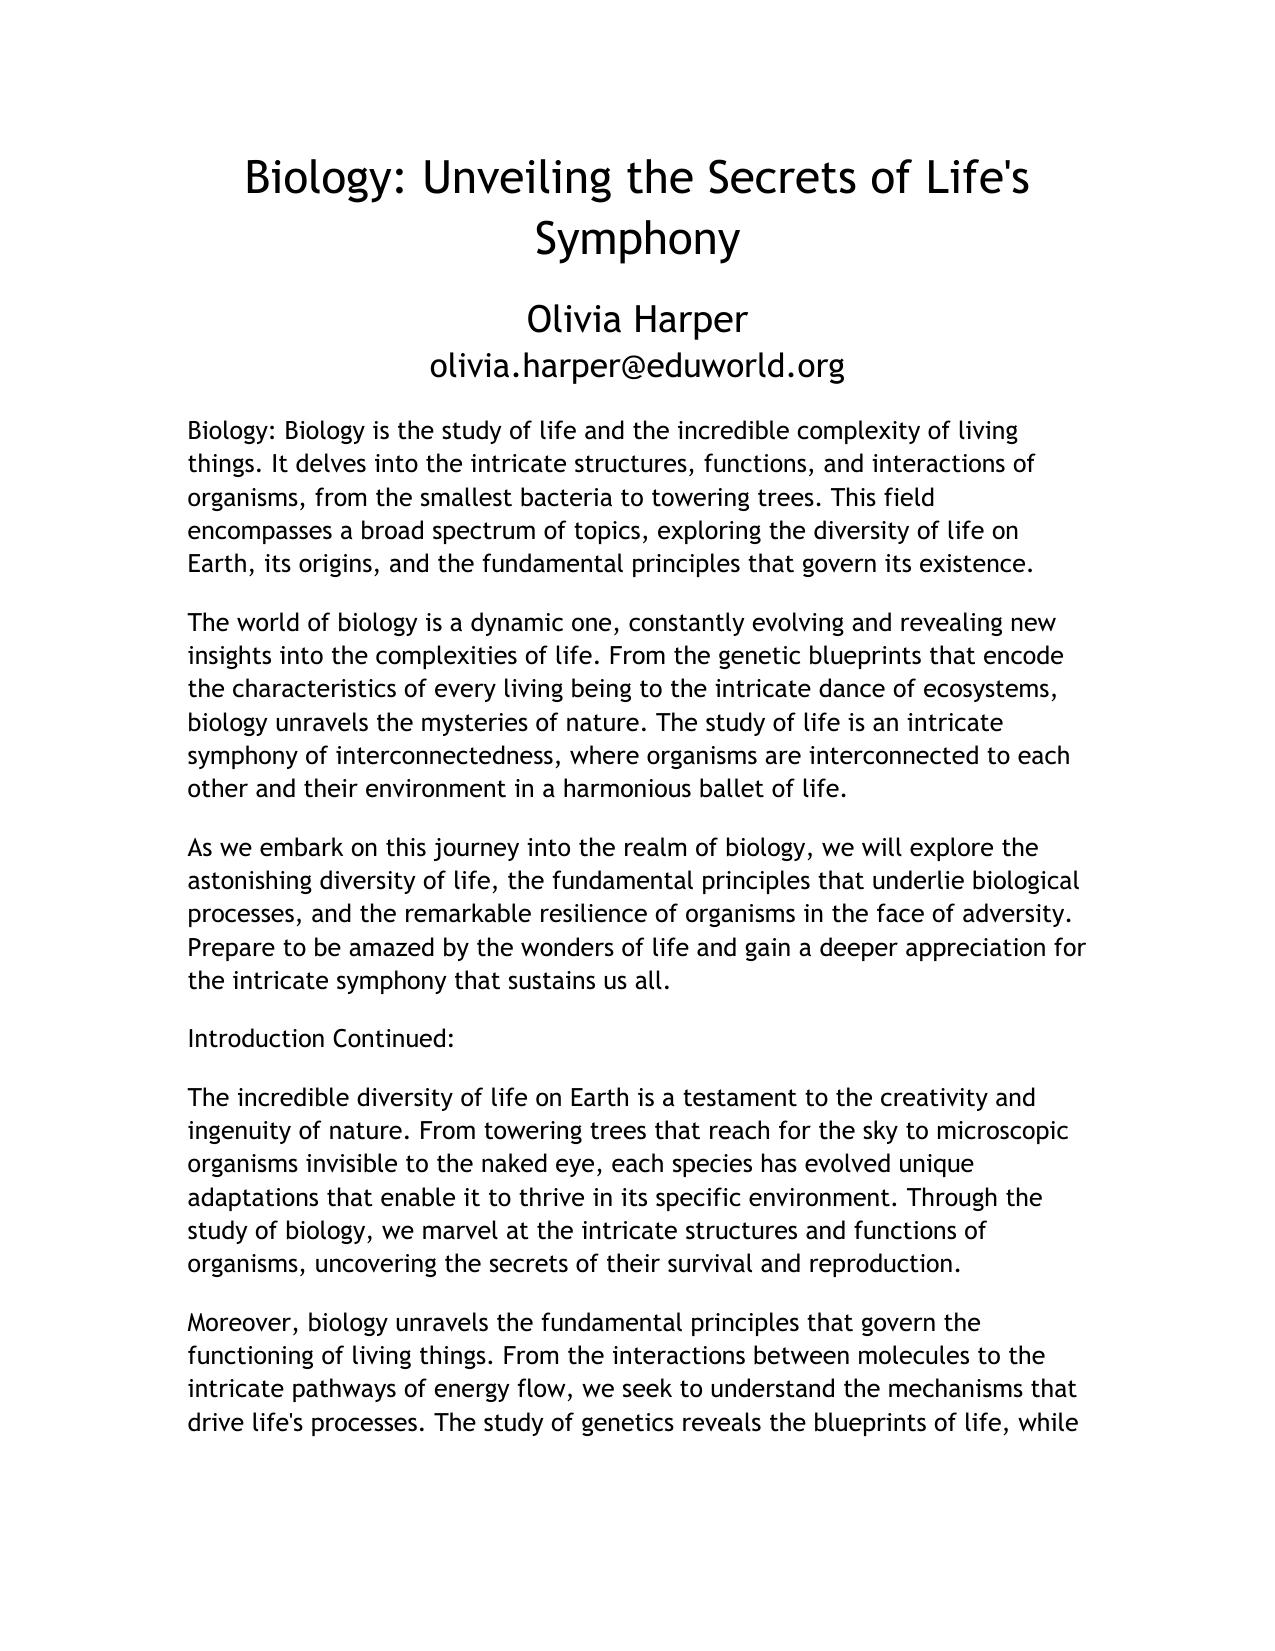 Biology: Unveiling the Secrets of Life's
Symphony
Olivia Harper
olivia.harper@eduworld.org
Biology: Biology is the study of life and the incredible complexity of living
things. It delves into the intricate structures, functions, and interactions of
organisms, from the smallest bacteria to towering trees. This field
encompasses a broad spectrum of topics, exploring the diversity of life on
Earth, its origins, and the fundamental principles that govern its existence.
The world of biology is a dynamic one, constantly evolving and revealing new
insights into the complexities of life. From the genetic blueprints that encode
the characteristics of every living being to the intricate dance of ecosystems,
biology unravels the mysteries of nature. The study of life is an intricate
symphony of interconnectedness, where organisms are interconnected to each
other and their environment in a harmonious ballet of life.
As we embark on this journey into the realm of biology, we will explore the
astonishing diversity of life, the fundamental principles that underlie biological
processes, and the remarkable resilience of organisms in the face of adversity.
Prepare to be amazed by the wonders of life and gain a deeper appreciation for
the intricate symphony that sustains us all.
Introduction Continued:
The incredible diversity of life on Earth is a testament to the creativity and
ingenuity of nature. From towering trees that reach for the sky to microscopic
organisms invisible to the naked eye, each species has evolved unique
adaptations that enable it to thrive in its specific environment. Through the
study of biology, we marvel at the intricate structures and functions of
organisms, uncovering the secrets of their survival and reproduction.
Moreover, biology unravels the fundamental principles that govern the
functioning of living things. From the interactions between molecules to the
intricate pathways of energy flow, we seek to understand the mechanisms that
drive life's processes. The study of genetics reveals the blueprints of life, while